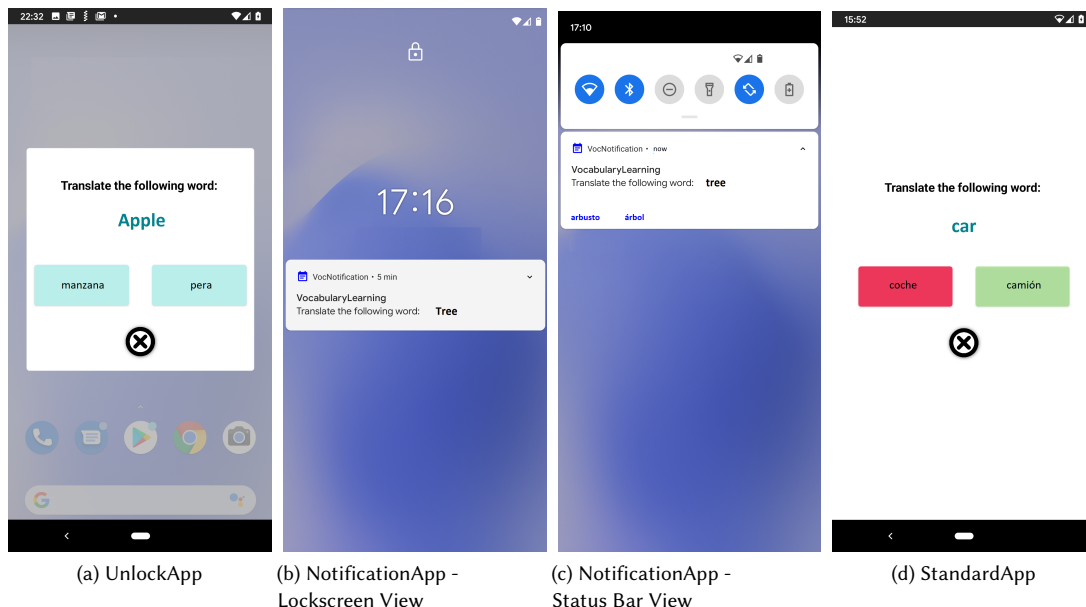 22:32
Translate the following word:
Apple
manzana
pera
(a) UnlockApp
17:16
VocNotification • 5 min
VocabularyLearning
Translate the following word: Tree
(b) NotificationApp -
Lockscreen View
17:10
VocNotification • now
VocabularyLearning
Translate the following word: tree
arbusto árbol
(c) NotificationApp -
Status Bar View
15:52
Translate the following word:
car
coche
camión
(d) StandardApp